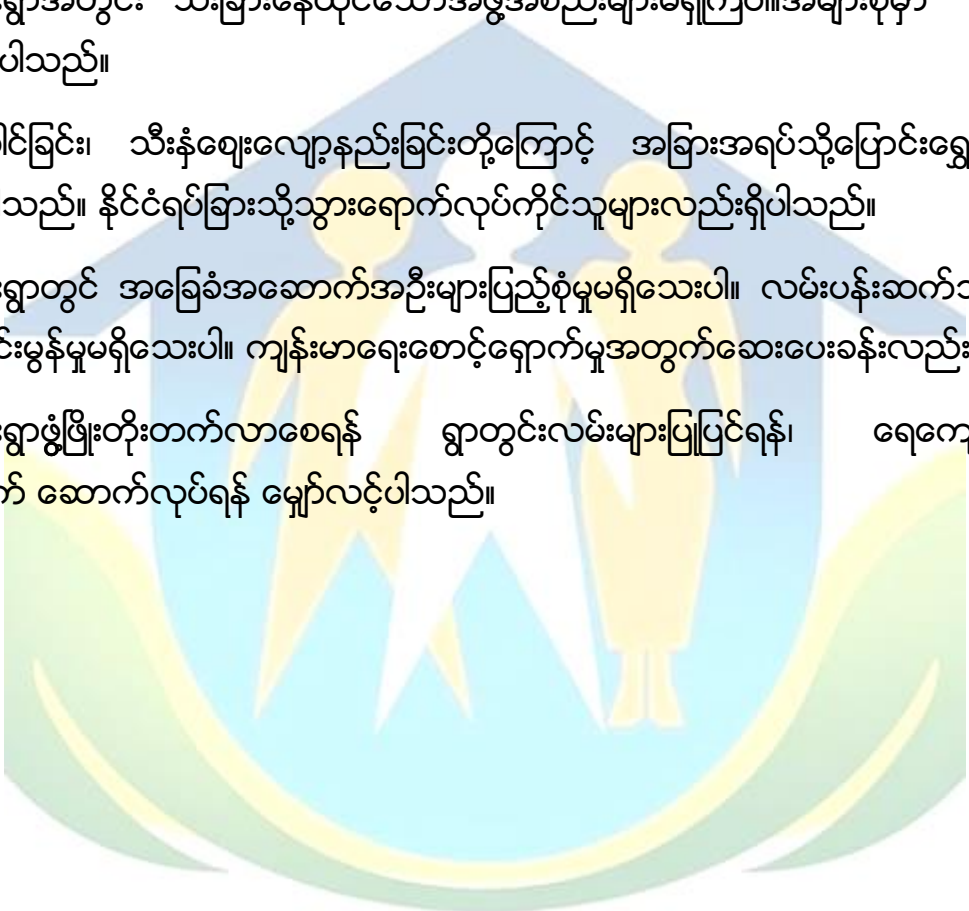 းရွာအတွင်း သီးခြားနေထိုင်သောအဖွဲ့အစည်းများမရှိကြပါ။အများစုမှာ
ပါသည်။
ါင်ခြင်း၊ သီးနှံဈေးလျော့နည်းခြင်းတို့ကြောင့် အခြားအရပ်သို့ပြောင်းရွှေ
ါသည်။ နိုင်ငံရပ်ခြားသို့သွားရောက်လုပ်ကိုင်သူများလည်းရှိပါသည်။
းရွာတွင် အခြေခံအဆောက်အဦးများပြည့်စုံမှုမရှိသေးပါ။ လမ်းပန်းဆက်သ
င်းမွန်မှုမရှိသေးပါ။ ကျန်းမာရေးစောင့်ရှောက်မှုအတွက်ဆေးပေးခန်းလည်း
းရွာဖွံ့ဖြိုးတိုးတက်လာစေရန် ရွာတွင်းလမ်းများပြုပြင်ရန်၊ ရေကျေ
က် ဆောက်လုပ်ရန် မျှော်လင့်ပါသည်။